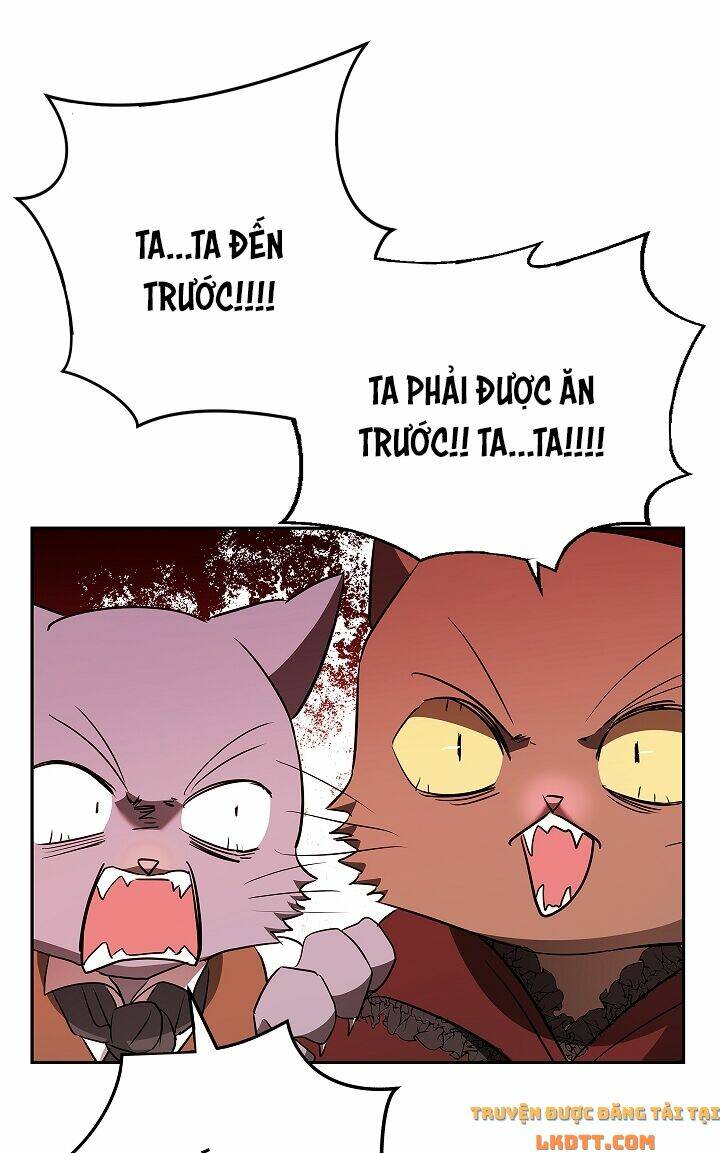 TA...TA ĐẾN
TRƯỚC!!!!
TA PHẢI ĐƯỢC ĂN
TRƯỚC!! TA...TA!!!!
TRUYỆN ĐƯỢC ĐĂNG TẢI TẠI
LKDTT.COM!